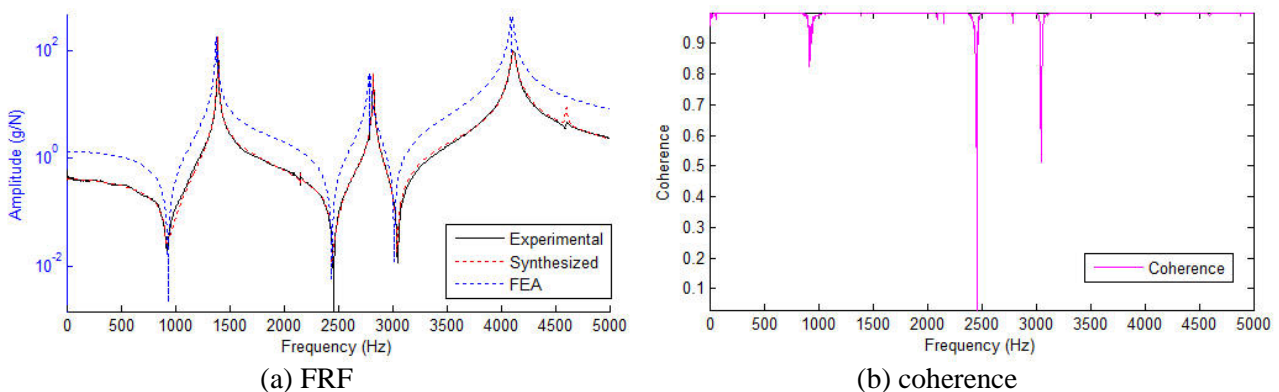 10^2
10^0
10^-2
Amplitude (g/N)
Experimental
Synthesized
FEA
0 500 1000 1500 2000 2500 3000 3500 4000 4500 5000
Frequency (Hz)
(a) FRF
0.9
0.8
0.7
0.6
0.5
0.4
0.3
0.2
0.1
Coherence
Coherence
0 500 1000 1500 2000 2500 3000 3500 4000 4500 5000
Frequency (Hz)
(b) coherence